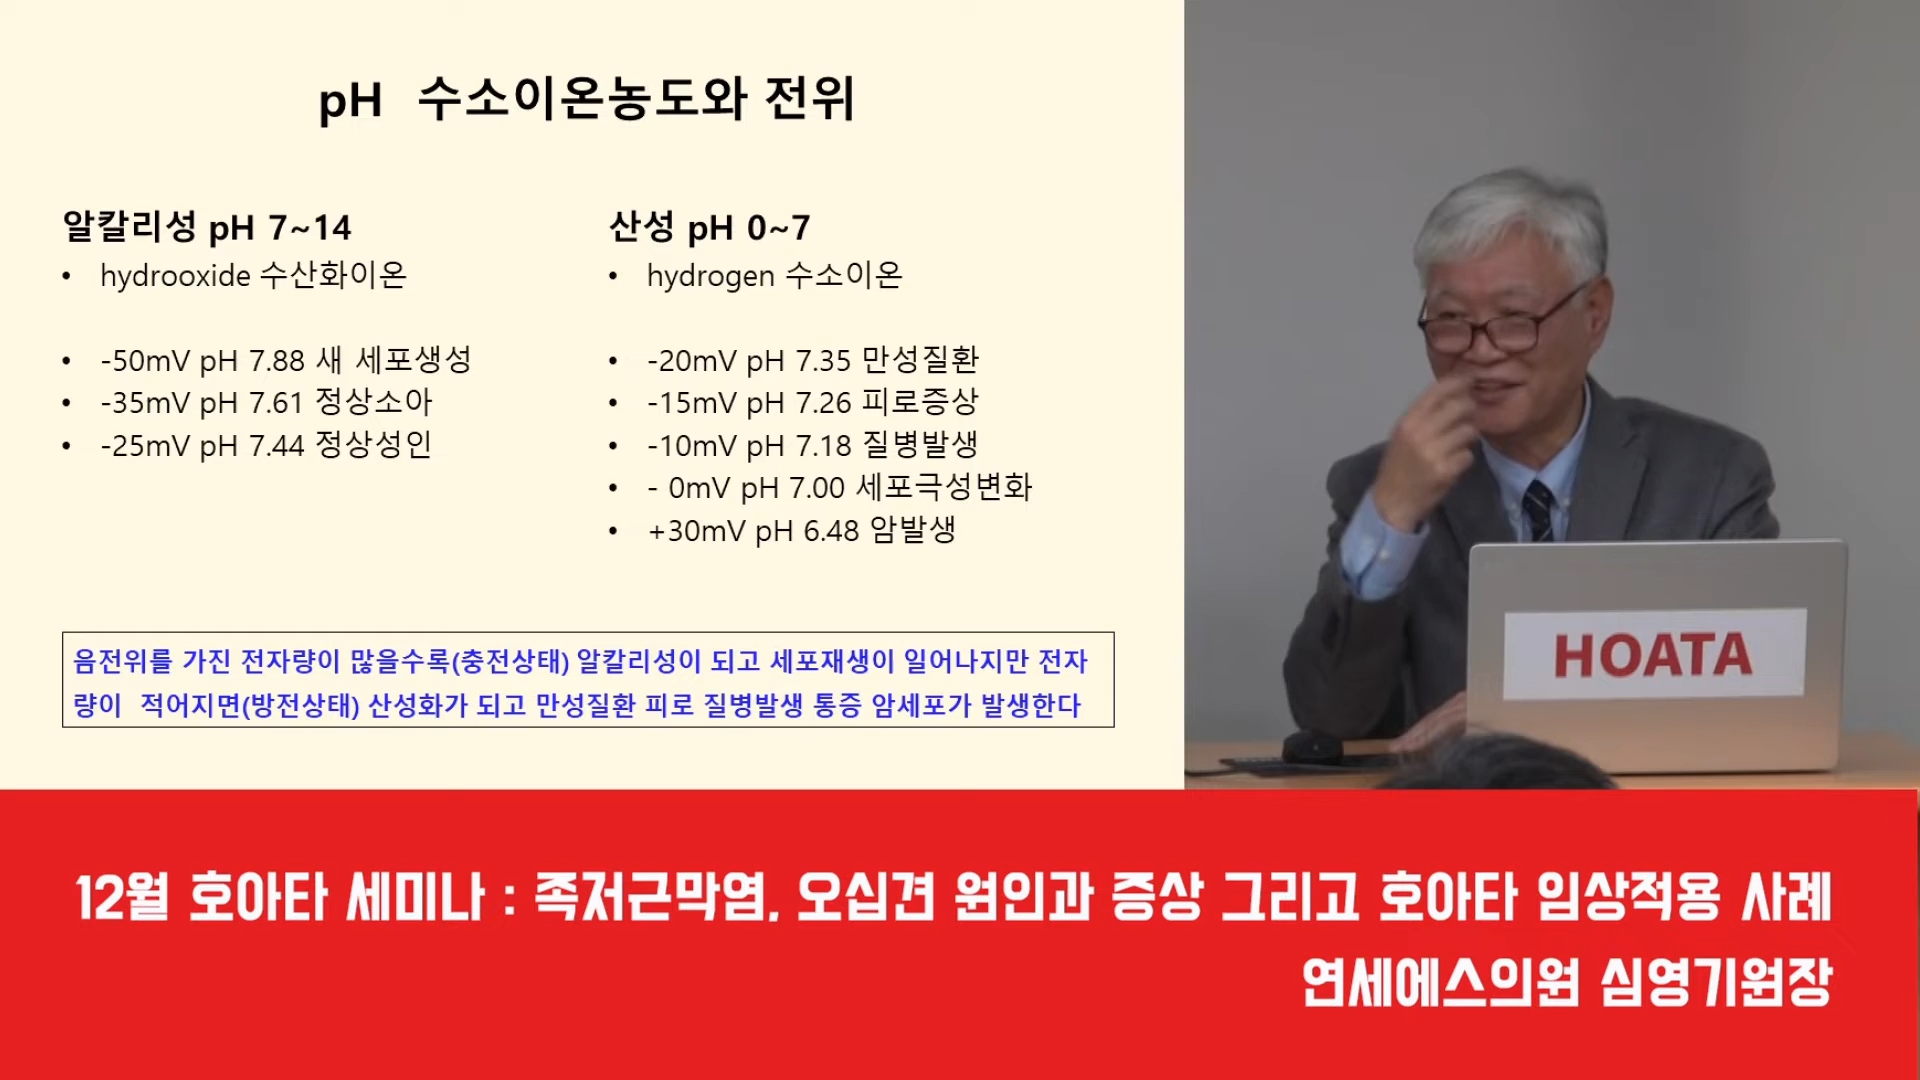 pH 수소이온농도와 전위
알칼리성 pH 7~14
• hydrooxide 수산화이온
• -50mV pH 7.88 새 세포생성
• -35mV pH 7.61 정상소아
• -25mV pH 7.44 정상성인
산성 pH 0~7
• hydrogen 수소이온
• -20mV pH 7.35 만성질환
• -15mV pH 7.26 피로증상
• -10mV pH 7.18 질병발생
• - 0mV pH 7.00 세포극성변화
• +30mV pH 6.48 암발생
음전위를 가진 전자량이 많을수록(충전상태) 알칼리성이 되고 세포재생이 일어나지만 전자
량이 적어지면(방전상태) 산성화가 되고 만성질환 피로 질병발생 통증 암세포가 발생한다
HOATA
12월 호아타 세미나 : 족저근막염, 오십견 원인과 증상 그리고 호아타 임상적용 사례
연세에스의원 심영기원장